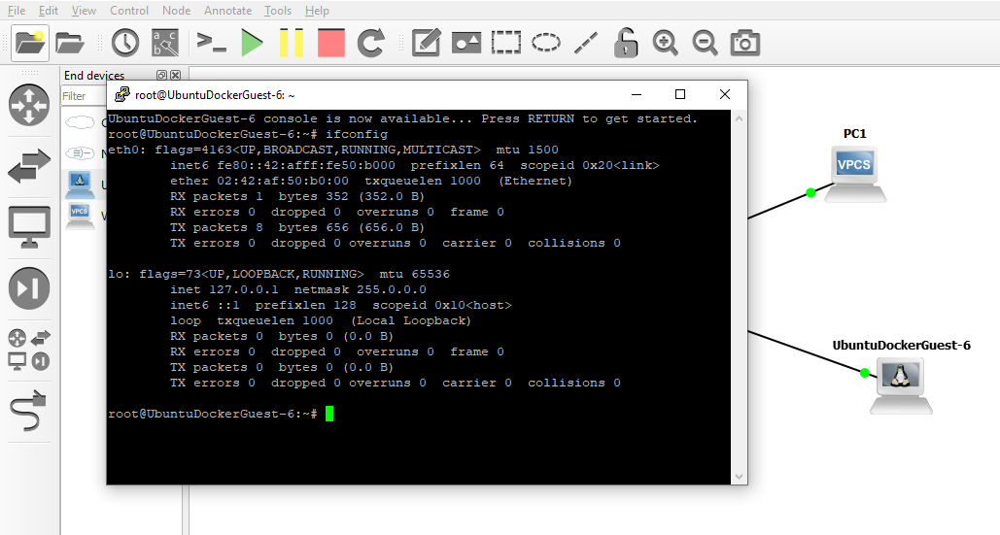 File Edit View Control Node Annotate Tools Help
End devices
Filter
root@UbuntuDockerGuest-6: ~
UbuntuDockerGuest-6 console is now available... Press RETURN to get started.
root@UbuntuDockerGuest-6:~# ifconfig
eth0: flags=4163<UP,BROADCAST,RUNNING,MULTICAST>  mtu 1500
        inet6 fe80::42:afff:fe50:b000  prefixlen 64  scopeid 0x20<link>
        ether 02:42:af:50:b0:00  txqueuelen 1000  (Ethernet)
        RX packets 1  bytes 352 (352.0 B)
        RX errors 0  dropped 0  overruns 0  frame 0
        TX packets 8  bytes 656 (656.0 B)
        TX errors 0  dropped 0 overruns 0  carrier 0  collisions 0
lo: flags=73<UP,LOOPBACK,RUNNING>  mtu 65536
        inet 127.0.0.1  netmask 255.0.0.0
        inet6 ::1  prefixlen 128  scopeid 0x10<host>
        loop  txqueuelen 1000  (Local Loopback)
        RX packets 0  bytes 0 (0.0 B)
        RX errors 0  dropped 0  overruns 0  frame 0
        TX packets 0  bytes 0 (0.0 B)
        TX errors 0  dropped 0 overruns 0  carrier 0  collisions 0
root@UbuntuDockerGuest-6:~#
VPCS
PC1
VPCS
UbuntuDockerGuest-6